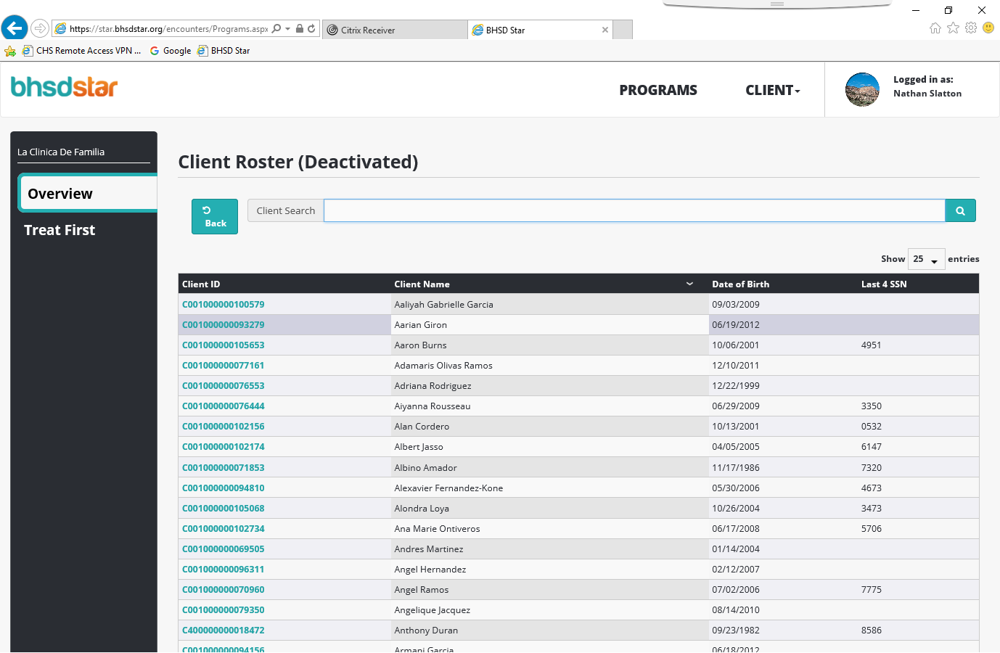 https://star.bhsdstar.org/encounters/Programs.aspx
Citrix Receiver
BHSD Star
CHS Remote Access VPN ...
Google
BHSD Star
bhsdstar
PROGRAMS
CLIENT
Logged in as:
Nathan Slatton
La Clinica De Familia
Overview
Treat First
Client Roster (Deactivated)
Back
Client Search
Show 25 entries
Client ID Client Name Date of Birth Last 4 SSN
C001000000100579 Aaliyah Gabrielle Garcia 09/03/2009
C001000000093279 Aarian Giron 06/19/2012
C001000000105653 Aaron Burns 10/06/2001 4951
C001000000077161 Adamaris Olivas Ramos 12/10/2011
C001000000076553 Adriana Rodriguez 12/22/1999
C001000000076444 Aiyanna Rousseau 06/29/2009 3350
C001000000102156 Alan Cordero 10/13/2001 0532
C001000000102174 Albert Jasso 04/05/2005 6147
C001000000071853 Albino Amador 11/17/1986 7320
C001000000094810 Alexavier Fernandez-Kone 05/30/2006 4673
C001000000105068 Alondra Loya 10/26/2004 3473
C001000000102734 Ana Marie Ontiveros 06/17/2008 5706
C001000000069505 Andres Martinez 01/14/2004
C001000000096311 Angel Hernandez 02/12/2007
C001000000070960 Angel Ramos 07/02/2006 7775
C001000000079350 Angelique Jacquez 08/14/2010
C400000000018472 Anthony Duran 09/23/1982 8586
C001000000094156 Armani Garcia 06/18/2012